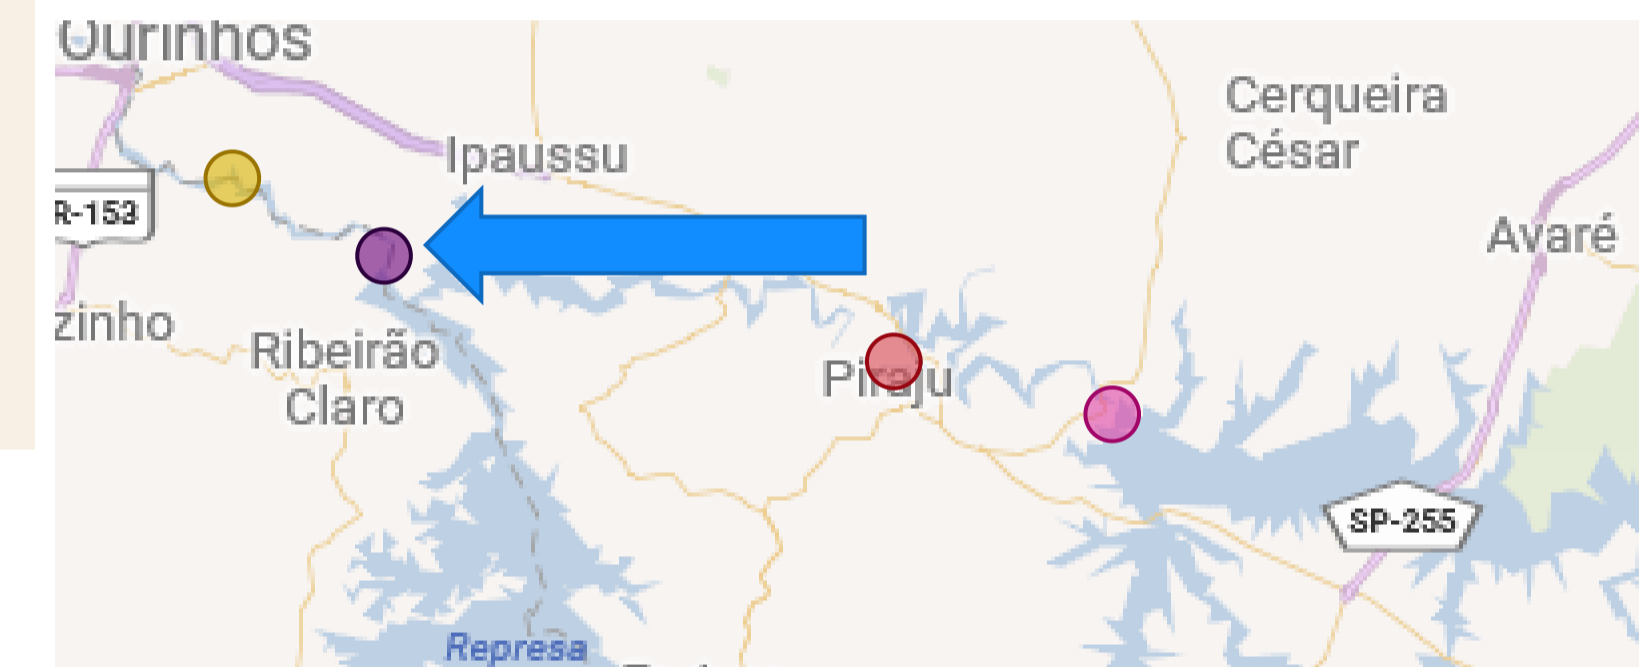 Ourinhos
Ipaussu
Cerqueira
César
R-153
Avaré
zinho
Ribeirão
Claro
Piraju
SP-255
Represa